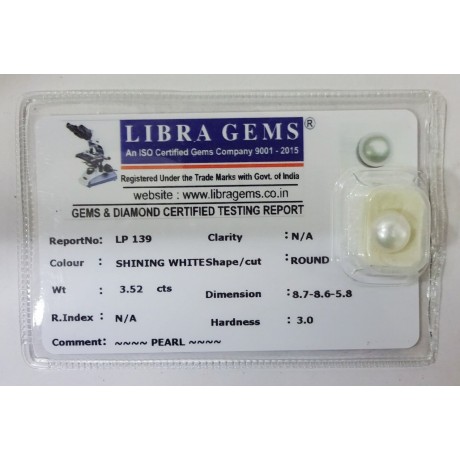 LIBRA GEMS®
An ISO Certified Gems Company 9001 - 2015
Registered Under the Trade Marks with Govt. of India
website : www.libragems.co.in
GEMS & DIAMOND CERTIFIED TESTING REPORT
ReportNo: LP 139 Clarity : N/A
Colour : SHINING WHITE Shape/cut : ROUND
Wt : 3.52 cts Dimension : 8.7-8.6-5.8
R.Index : N/A Hardness : 3.0
Comment: ~~~~ PEARL ~~~~